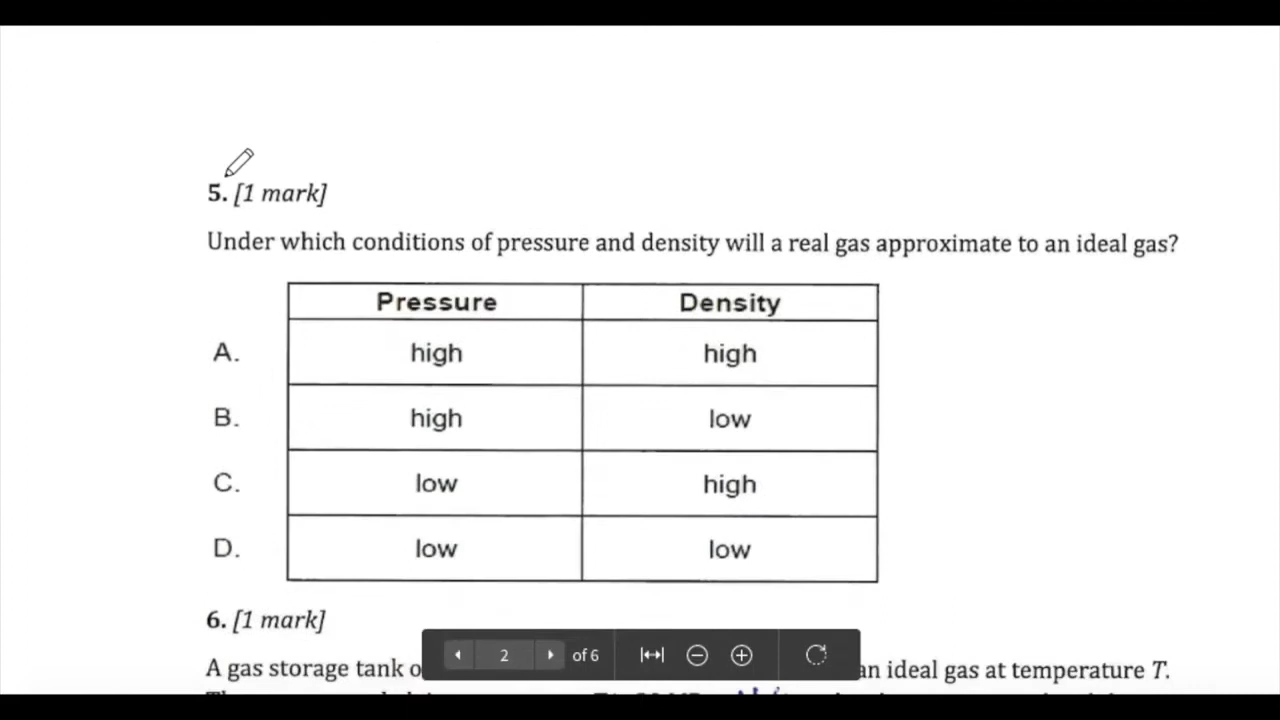 5. [1 mark]
Under which conditions of pressure and density will a real gas approximate to an ideal gas?
Pressure Density
A. high high
B. high low
C. low high
D. low low
6. [1 mark]
2 of 6
A gas storage tank an ideal gas at temperature T.